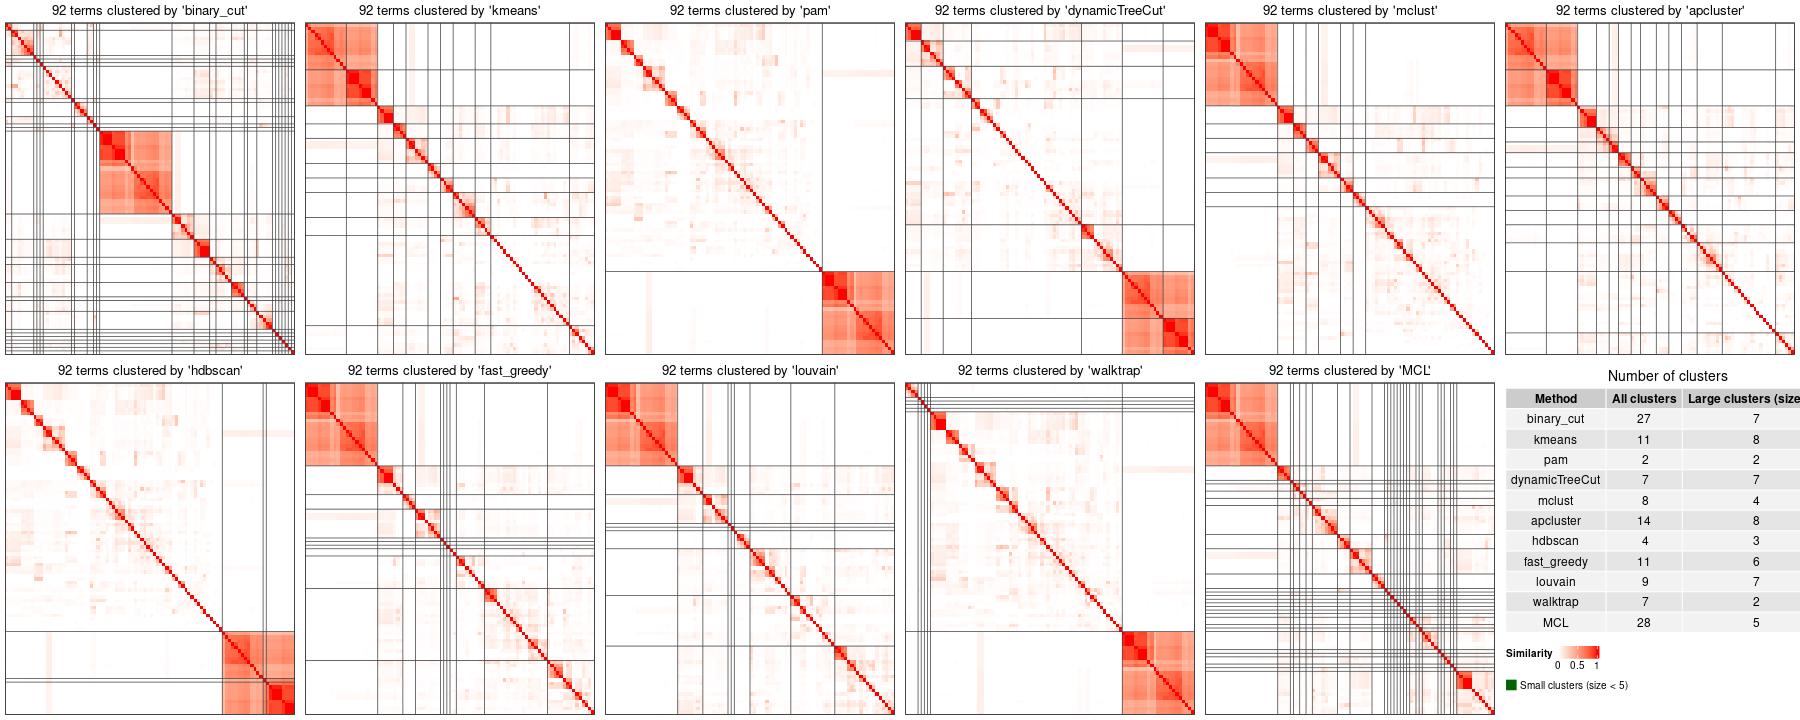 92 terms clustered by 'binary_cut'
92 terms clustered by 'kmeans'
92 terms clustered by 'pam'
92 terms clustered by 'dynamicTreeCut'
92 terms clustered by 'mclust'
92 terms clustered by 'apcluster'
92 terms clustered by 'hdbscan'
92 terms clustered by 'fast_greedy'
92 terms clustered by 'louvain'
92 terms clustered by 'walktrap'
92 terms clustered by 'MCL'
Number of clusters
Method All clusters Large clusters (size
binary_cut 27 7
kmeans 11 8
pam 2 2
dynamicTreeCut 7 7
mclust 8 4
apcluster 14 8
hdbscan 4 3
fast_greedy 11 6
louvain 9 7
walktrap 7 2
MCL 28 5
Similarity
0 0.5 1
Small clusters (size < 5)